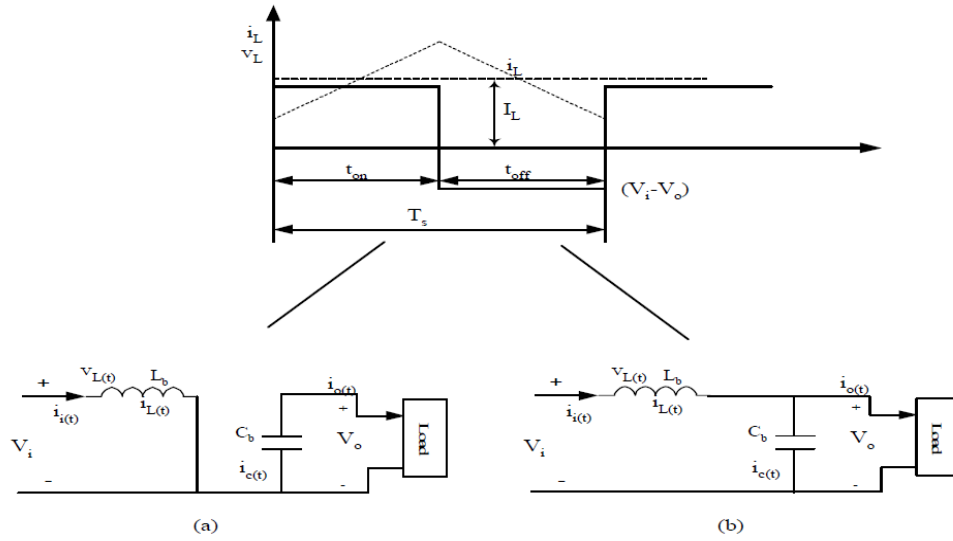 i_L
v_L
i_L
I_L
t_on t_off
(V_i-V_o)
T_s
+ v_L(t) L_b i_o(t)
i_i(t) i_L(t) +
V_i C_b V_o Load
i_c(t)
- -
(a)
+ v_L(t) L_b i_o(t)
i_i(t) i_L(t) +
V_i C_b V_o Load
i_c(t)
- -
(b)